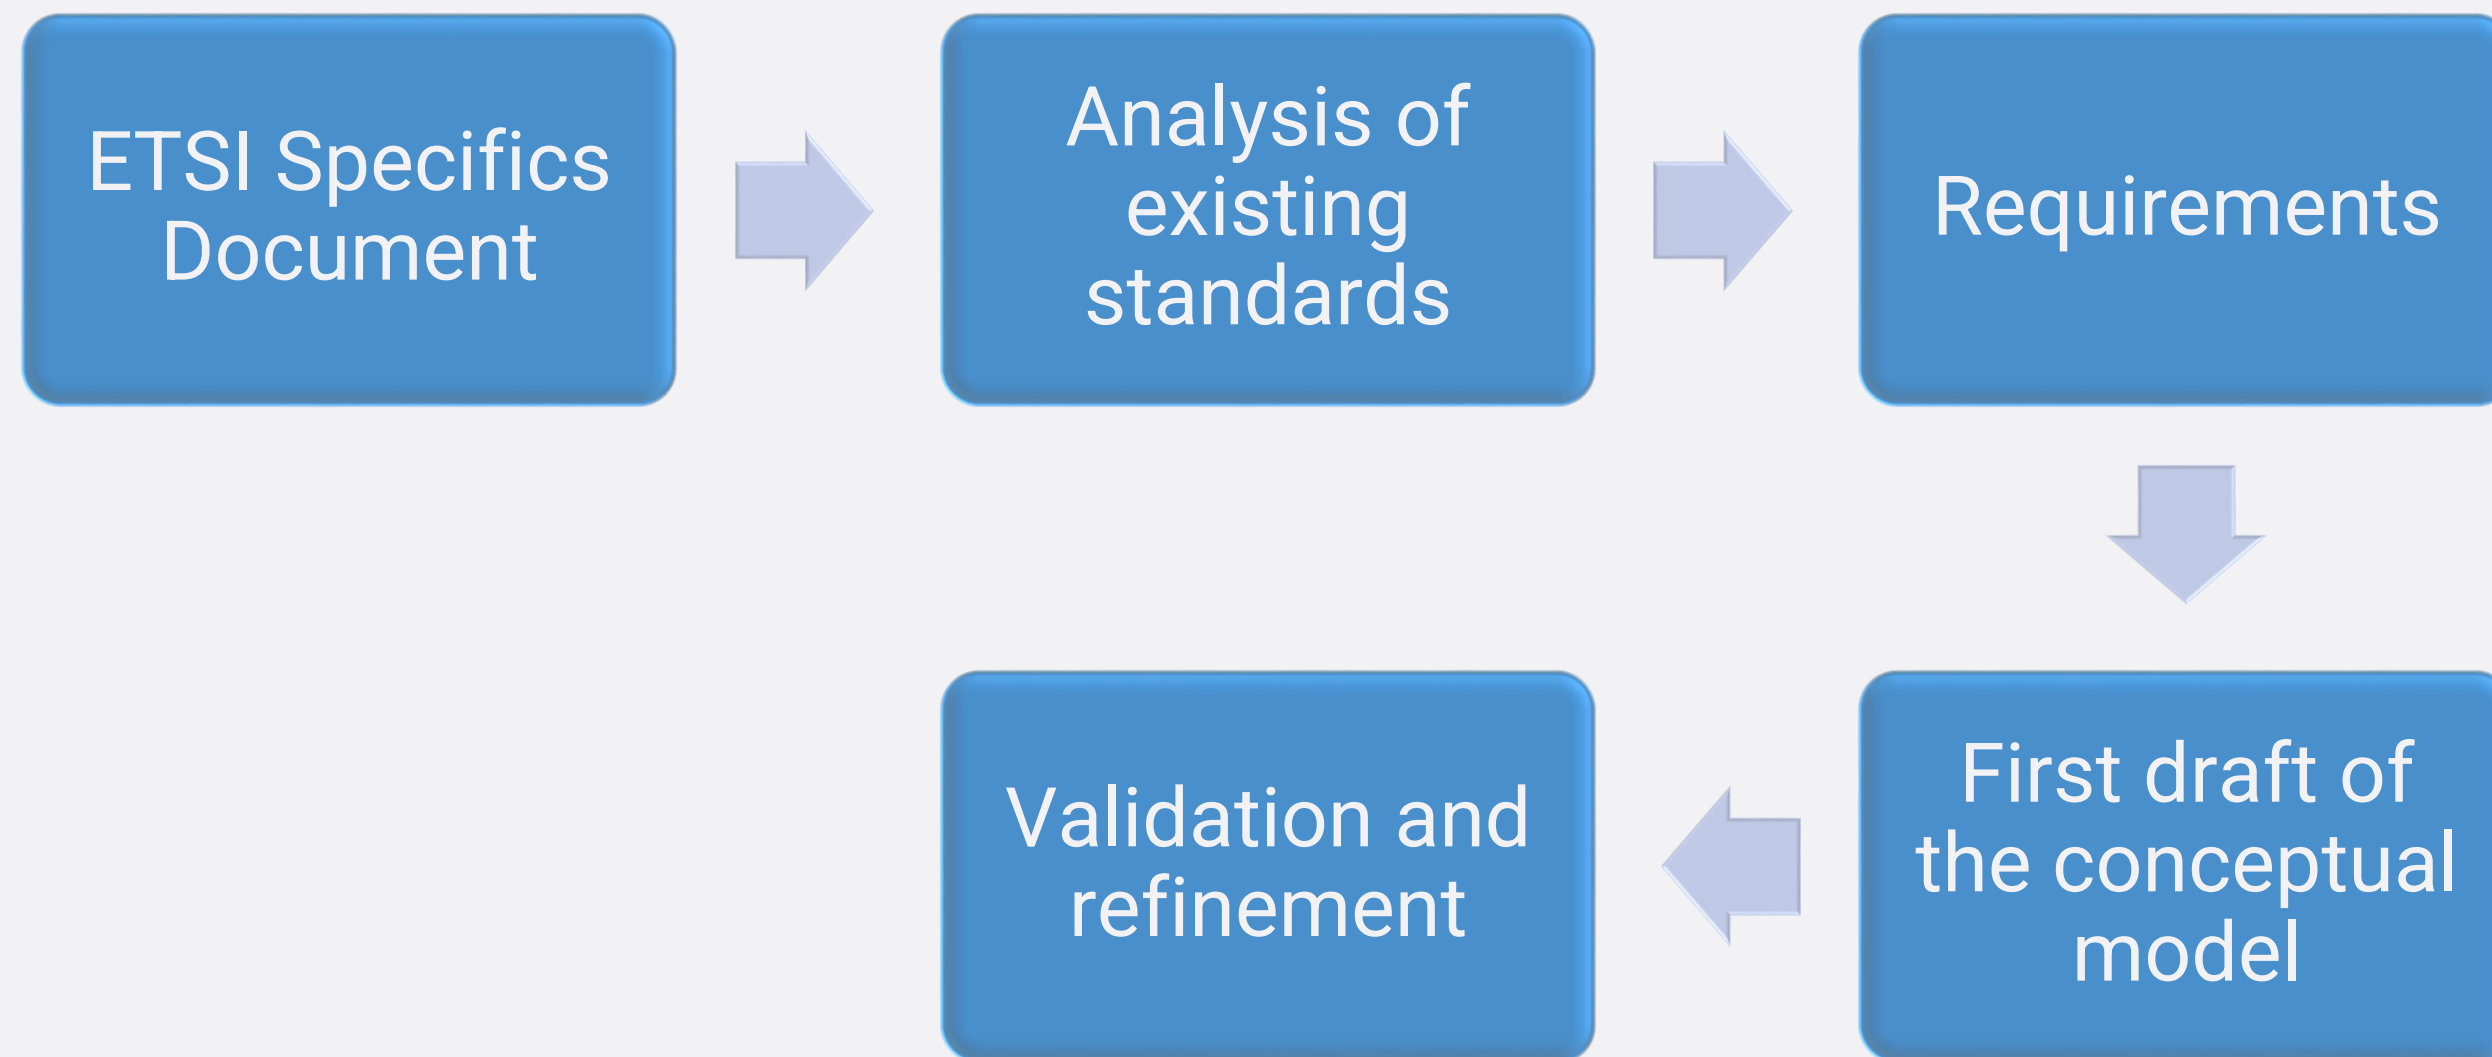 ETSI Specifics
Document
Analysis of
existing
standards
Requirements
First draft of
the conceptual
model
Validation and
refinement